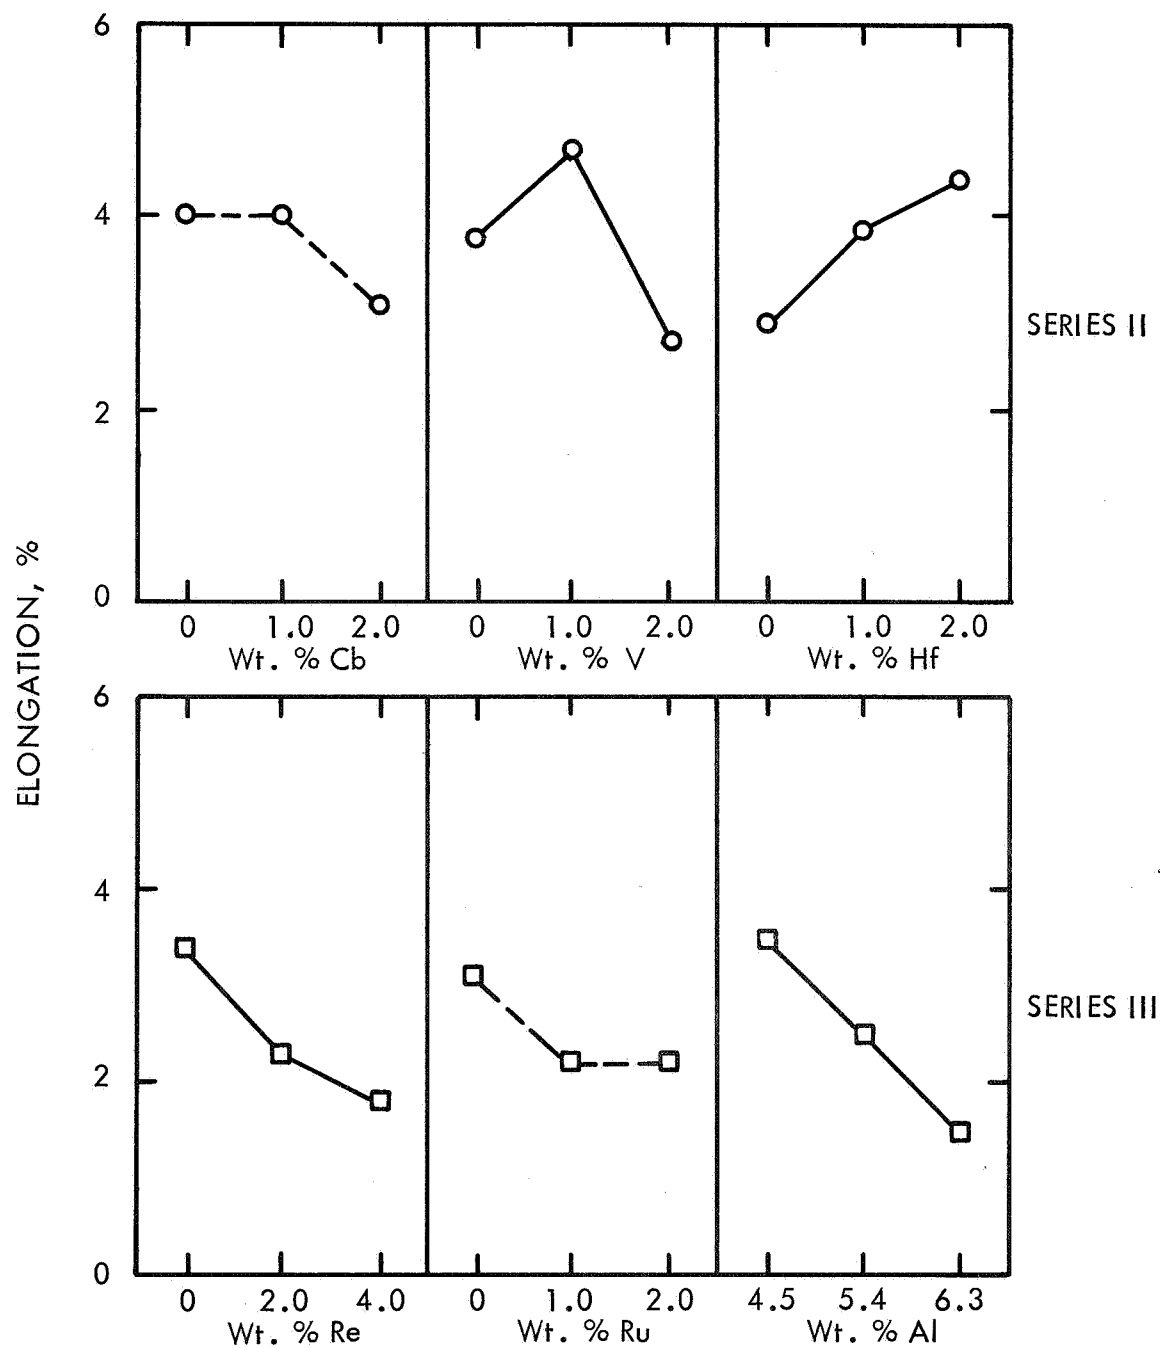 6
4
2
0
0 1.0 2.0 0 1.0 2.0 0 1.0 2.0
Wt. % Cb Wt. % V Wt. % Hf
SERIES II
ELONGATION, %
6
4
2
0
0 2.0 4.0 0 1.0 2.0 4.5 5.4 6.3
Wt. % Re Wt. % Ru Wt. % Al
SERIES III